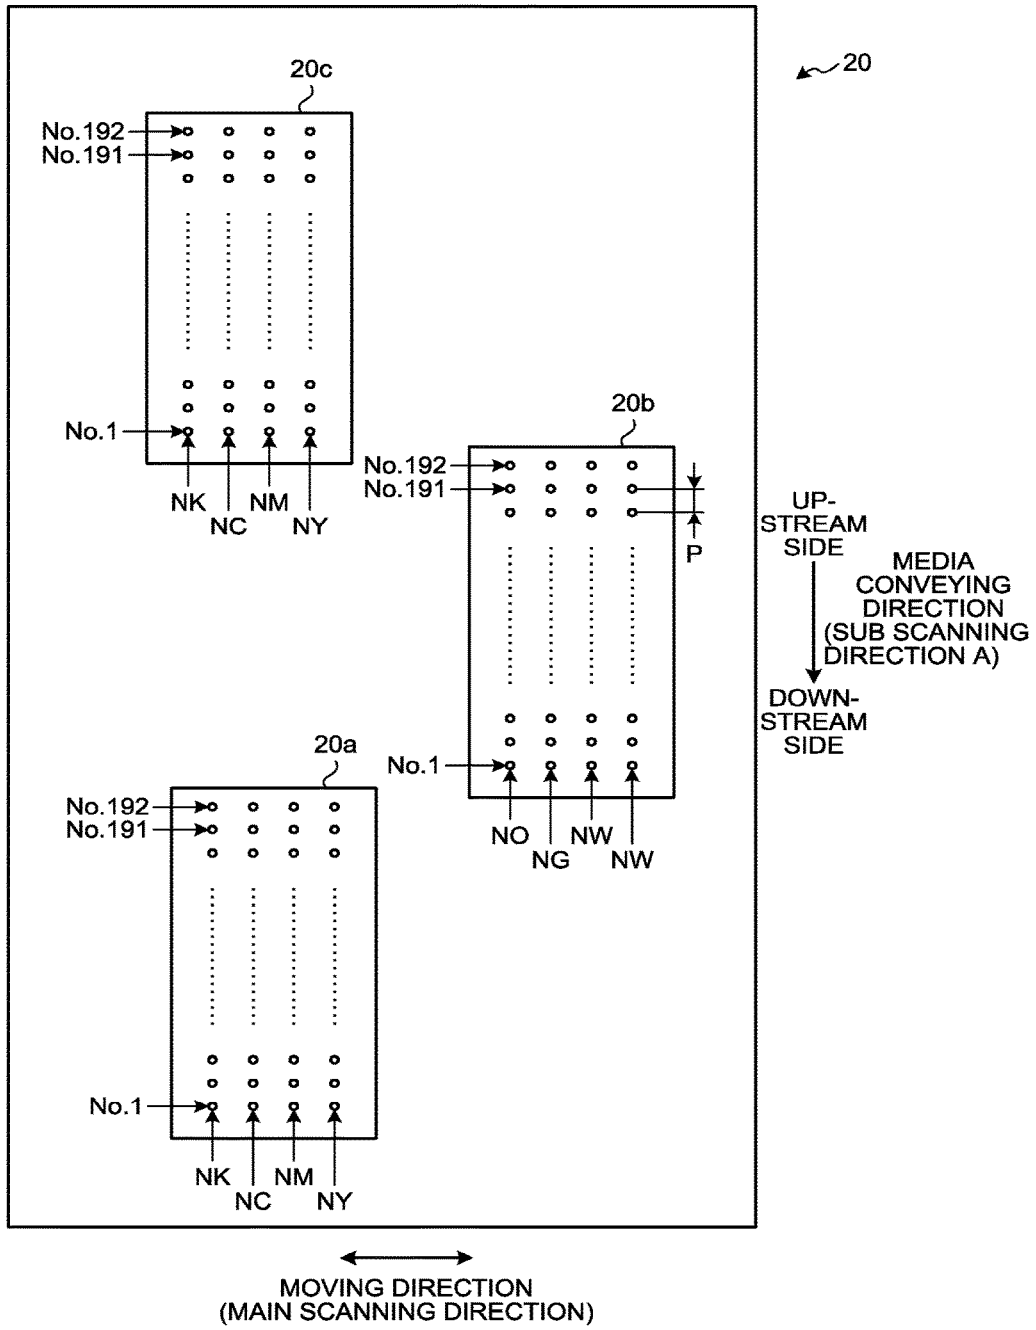 20
20c
No.192
No.191
No.1
NK
NC
NM
NY
20b
No.192
No.191
P
No.1
NO
NG
NW
NW
UP-
STREAM
SIDE
MEDIA
CONVEYING
DIRECTION
(SUB SCANNING
DIRECTION A)
DOWN-
STREAM
SIDE
20a
No.192
No.191
No.1
NK
NC
NM
NY
MOVING DIRECTION
(MAIN SCANNING DIRECTION)